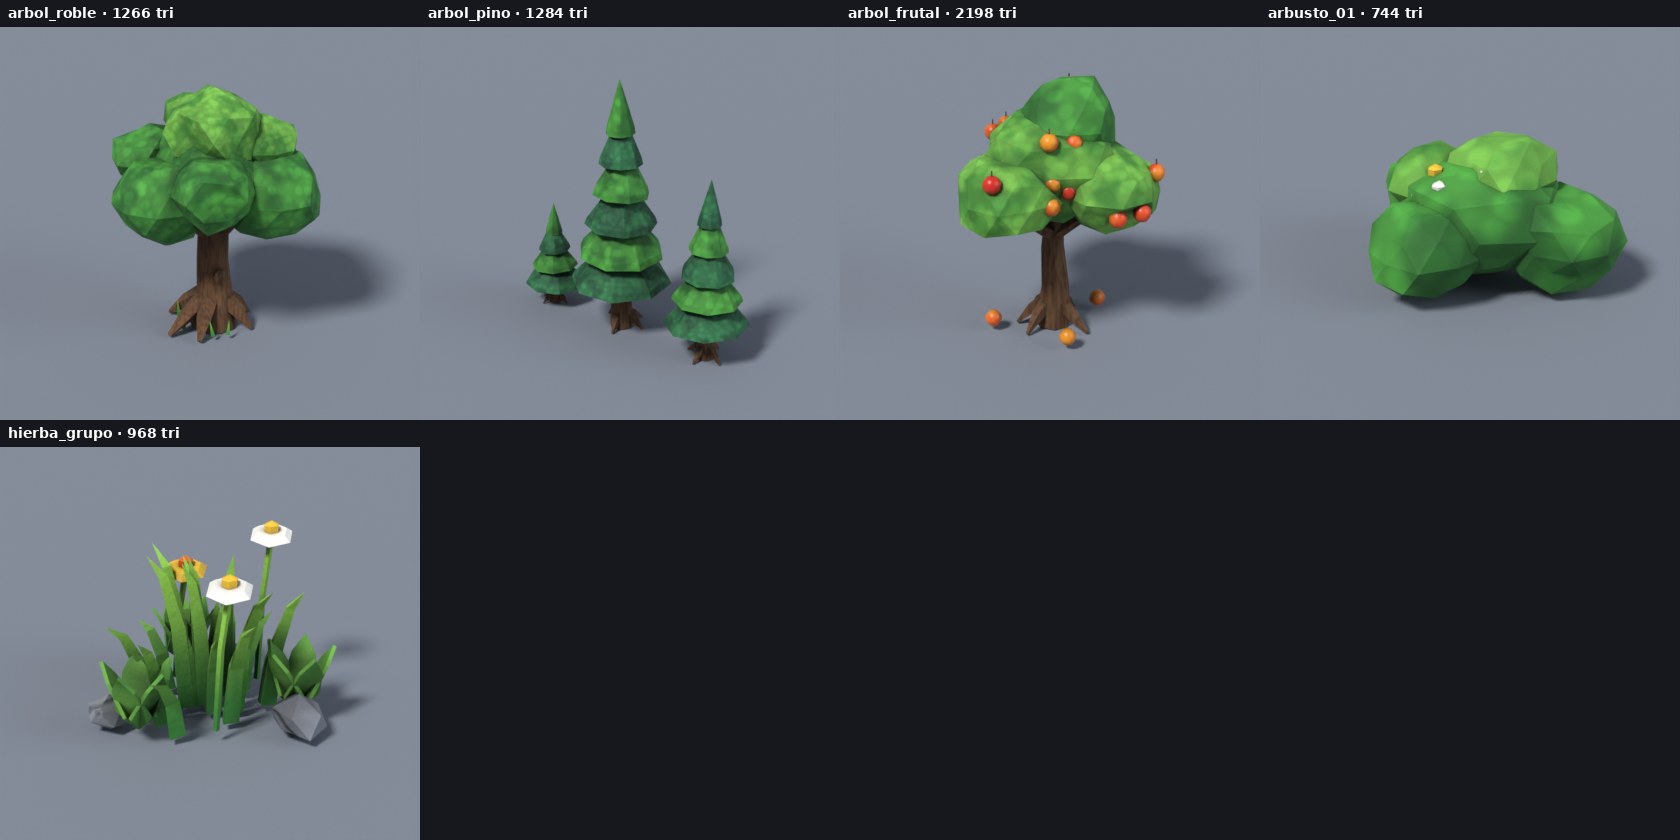 arbol_roble · 1266 tri
arbol_pino · 1284 tri
arbol_frutal · 2198 tri
arbusto_01 · 744 tri
hierba_grupo · 968 tri